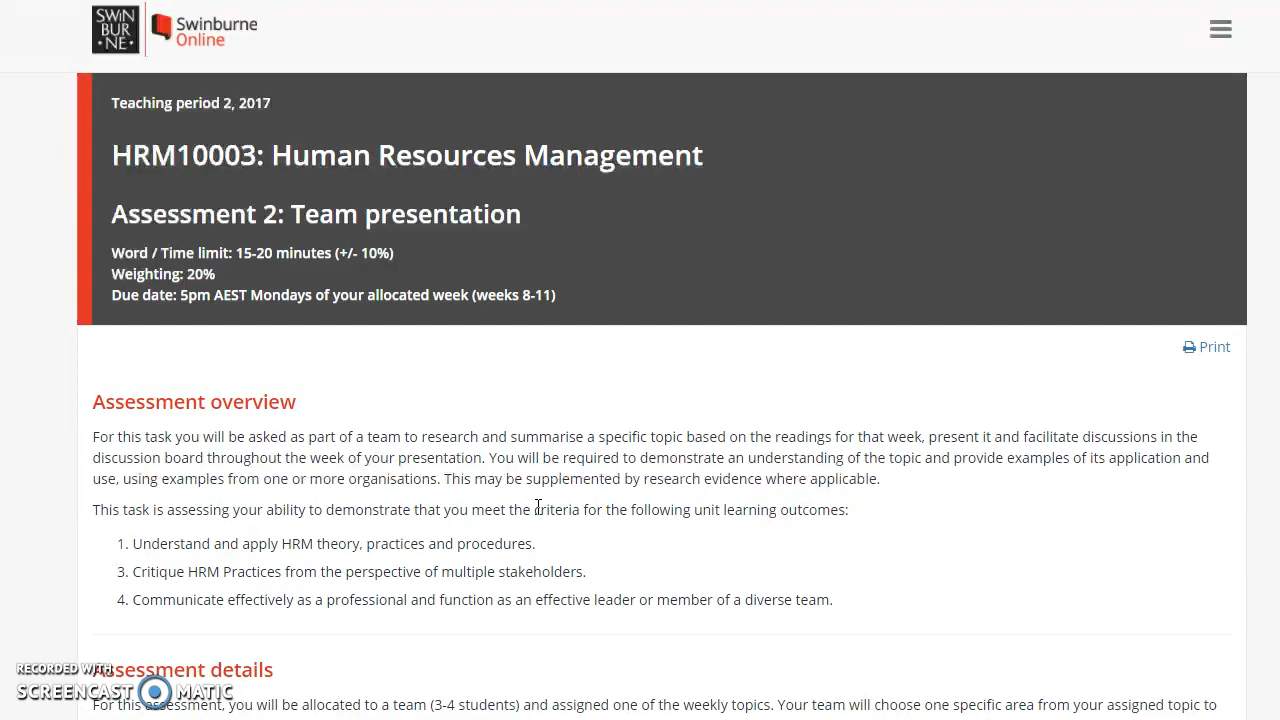 SWIN
BUR
•NE•
Swinburne
Online
Teaching period 2, 2017
HRM10003: Human Resources Management
Assessment 2: Team presentation
Word / Time limit: 15-20 minutes (+/- 10%)
Weighting: 20%
Due date: 5pm AEST Mondays of your allocated week (weeks 8-11)
Print
Assessment overview
For this task you will be asked as part of a team to research and summarise a specific topic based on the readings for that week, present it and facilitate discussions in the
discussion board throughout the week of your presentation. You will be required to demonstrate an understanding of the topic and provide examples of its application and
use, using examples from one or more organisations. This may be supplemented by research evidence where applicable.
This task is assessing your ability to demonstrate that you meet the criteria for the following unit learning outcomes:
1. Understand and apply HRM theory, practices and procedures.
3. Critique HRM Practices from the perspective of multiple stakeholders.
4. Communicate effectively as a professional and function as an effective leader or member of a diverse team.
Assessment details
RECORDED WITH
SCREENCAST MATIC
For this assessment, you will be allocated to a team (3-4 students) and assigned one of the weekly topics. Your team will choose one specific area from your assigned topic to